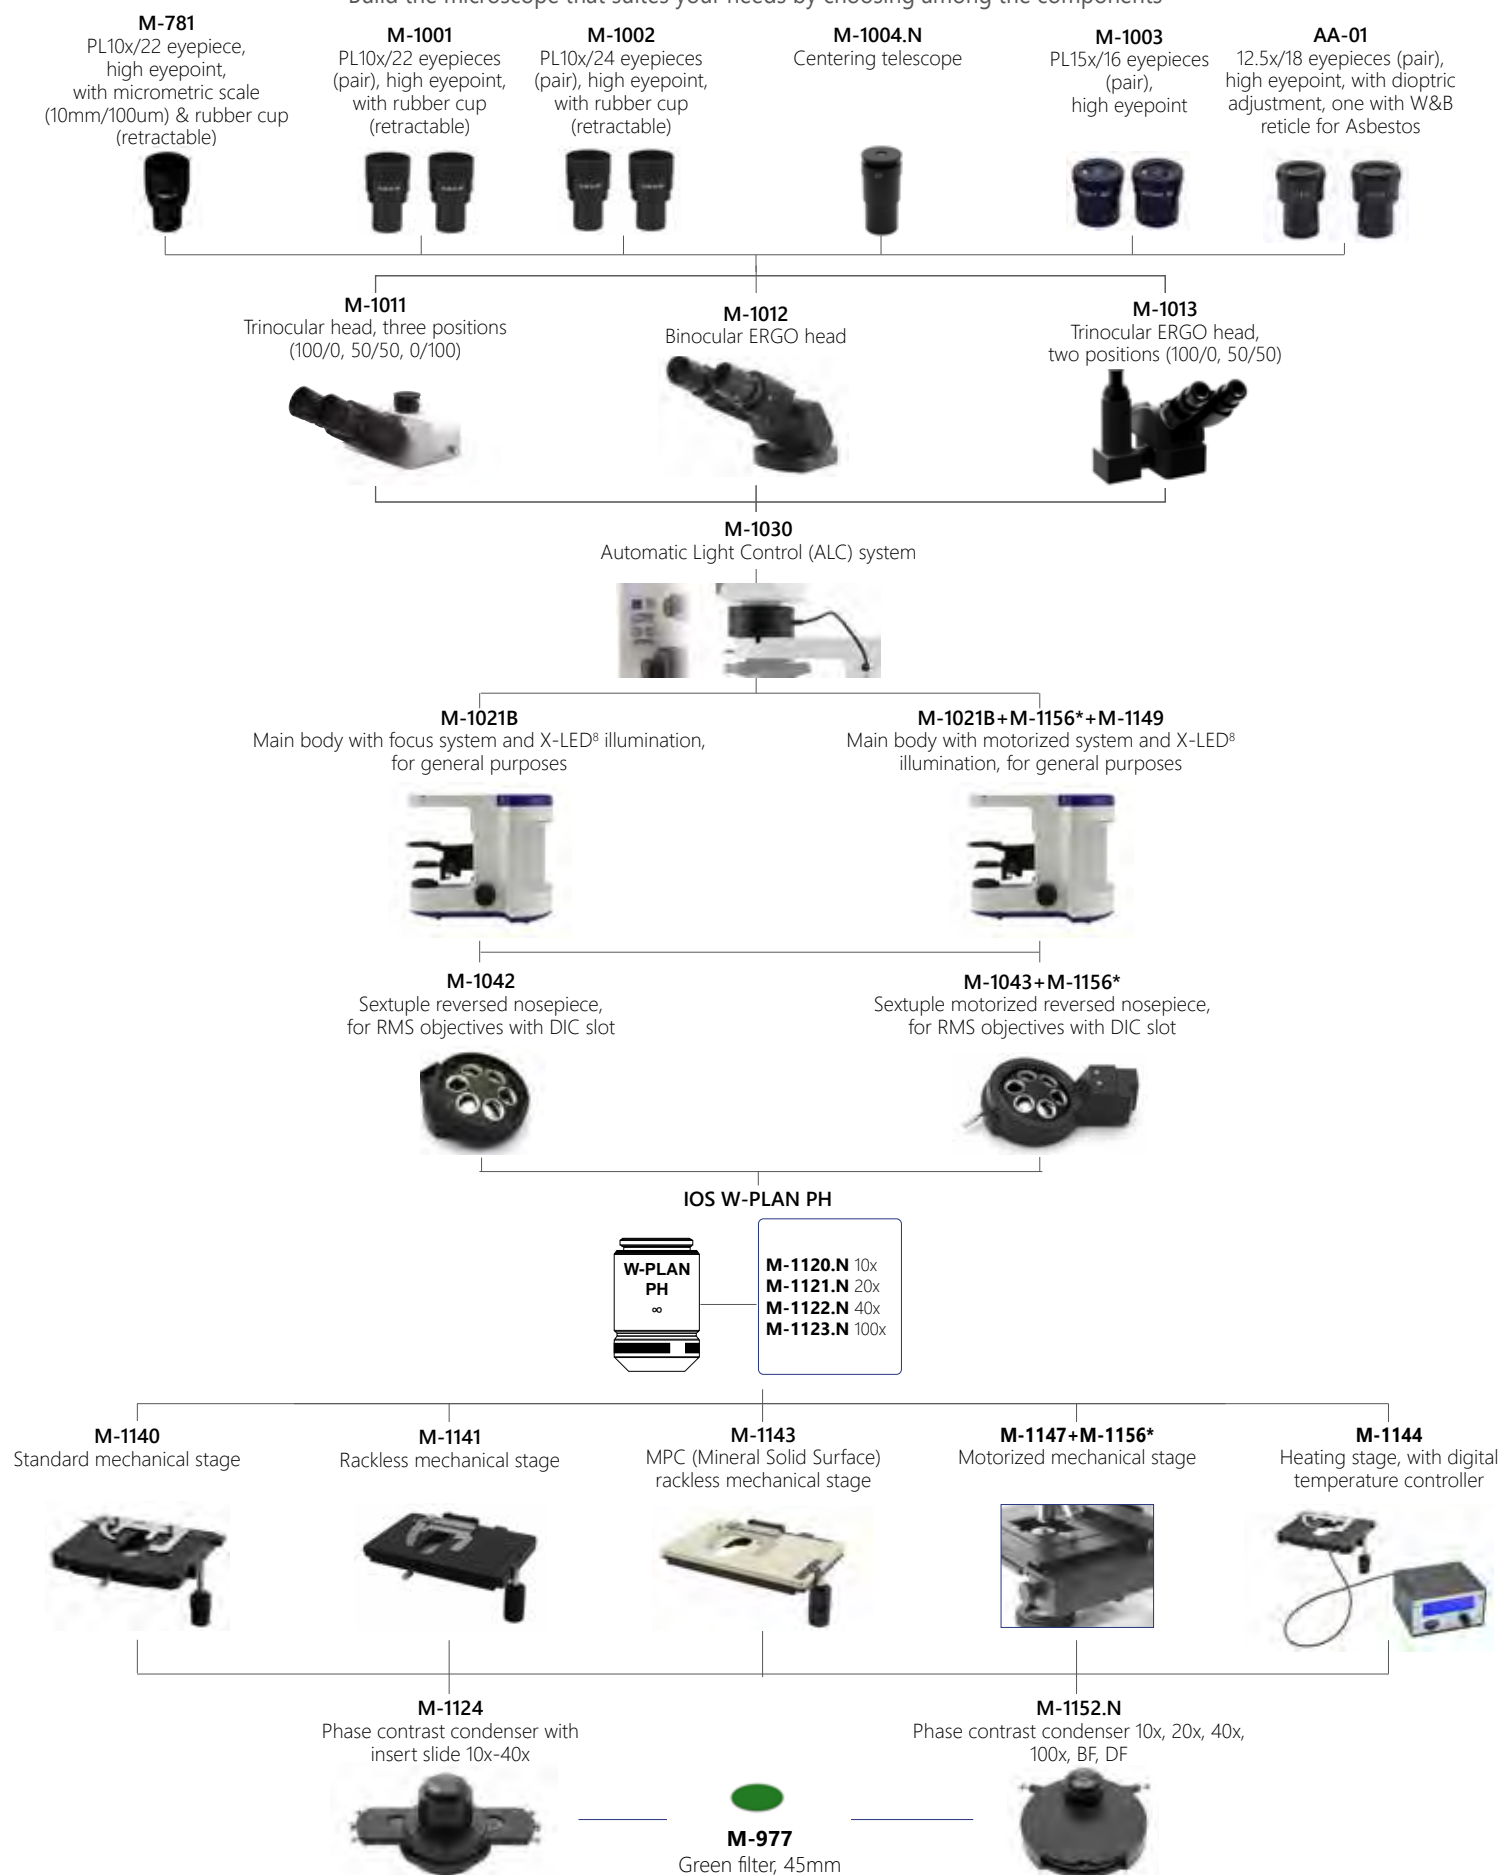 Build the microscope that suites your needs by choosing among the components
M-781
PL10x/22 eyepiece,
high eyepoint,
with micrometric scale
(10mm/100um) & rubber cup
(retractable)
M-1001
PL10x/22 eyepieces
(pair), high eyepoint,
with rubber cup
(retractable)
M-1002
PL10x/24 eyepieces
(pair), high eyepoint,
with rubber cup
(retractable)
M-1004.N
Centering telescope
M-1003
PL15x/16 eyepieces
(pair),
high eyepoint
AA-01
12.5x/18 eyepieces (pair),
high eyepoint, with dioptric
adjustment, one with W&B
reticle for Asbestos
M-1011
Trinocular head, three positions
(100/0, 50/50, 0/100)
M-1012
Binocular ERGO head
M-1013
Trinocular ERGO head,
two positions (100/0, 50/50)
M-1030
Automatic Light Control (ALC) system
M-1021B
Main body with focus system and X-LED⁸ illumination,
for general purposes
M-1021B+M-1156*+M-1149
Main body with motorized system and X-LED⁸
illumination, for general purposes
M-1042
Sextuple reversed nosepiece,
for RMS objectives with DIC slot
M-1043+M-1156*
Sextuple motorized reversed nosepiece,
for RMS objectives with DIC slot
IOS W-PLAN PH
W-PLAN
PH
∞
M-1120.N 10x
M-1121.N 20x
M-1122.N 40x
M-1123.N 100x
M-1140
Standard mechanical stage
M-1141
Rackless mechanical stage
M-1143
MPC (Mineral Solid Surface)
rackless mechanical stage
M-1147+M-1156*
Motorized mechanical stage
M-1144
Heating stage, with digital
temperature controller
M-1124
Phase contrast condenser with
insert slide 10x-40x
M-1152.N
Phase contrast condenser 10x, 20x, 40x,
100x, BF, DF
M-977
Green filter, 45mm